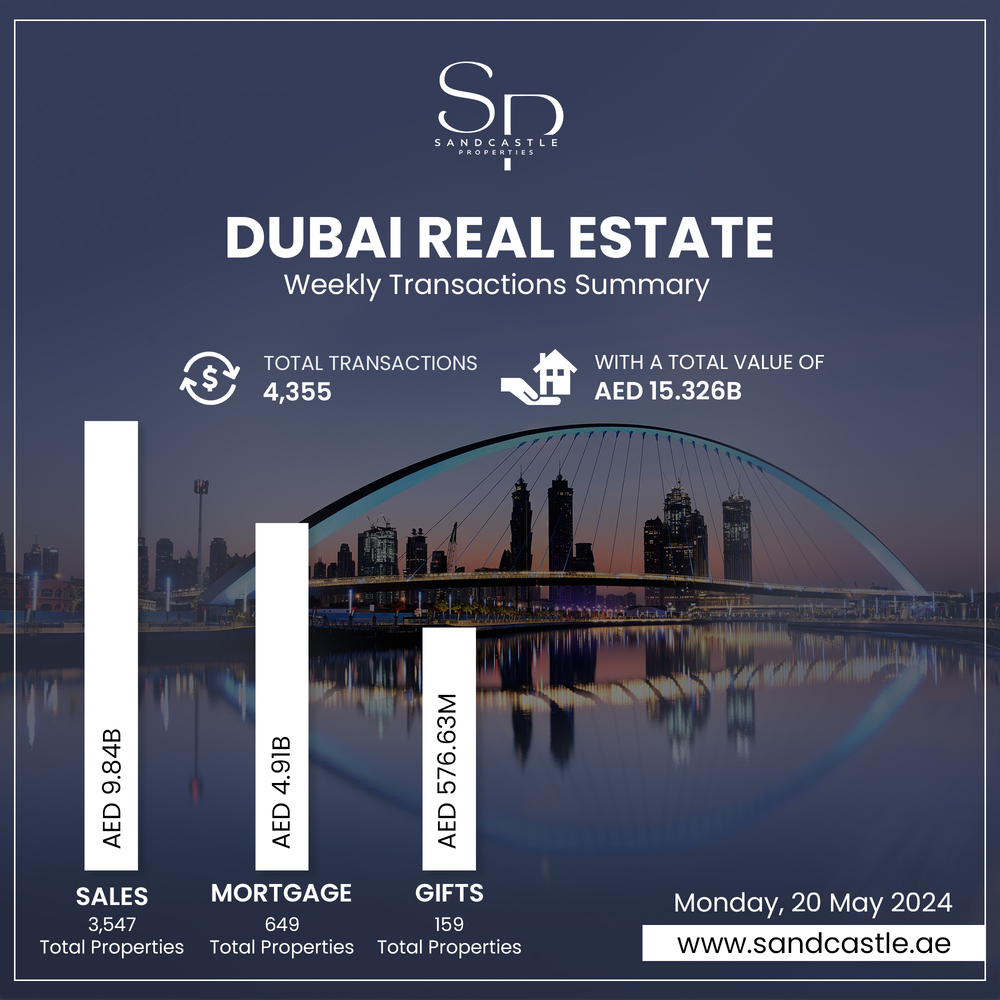 SP
SANDCASTLE
PROPERTIES
DUBAI REAL ESTATE
Weekly Transactions Summary
TOTAL TRANSACTIONS
4,355
WITH A TOTAL VALUE OF
AED 15.326B
AED 9.84B
AED 4.91B
AED 576.63M
SALES
3,547
Total Properties
MORTGAGE
649
Total Properties
GIFTS
159
Total Properties
Monday, 20 May 2024
www.sandcastle.ae